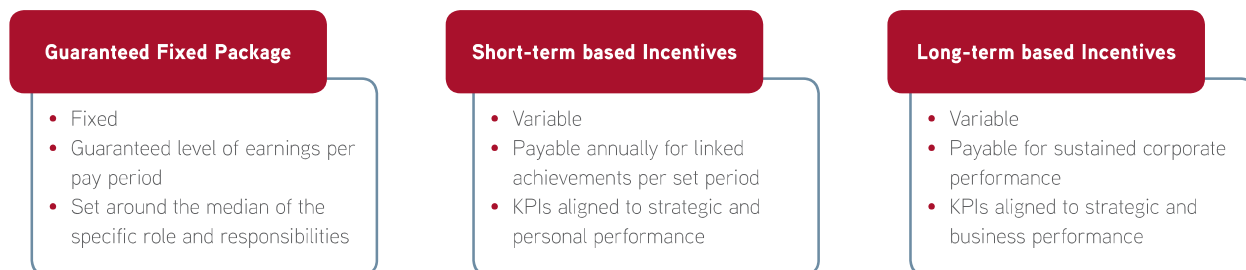 Guaranteed Fixed Package
• Fixed
• Guaranteed level of earnings per
pay period
• Set around the median of the
specific role and responsibilities
Short-term based Incentives
• Variable
• Payable annually for linked
achievements per set period
• KPIs aligned to strategic and
personal performance
Long-term based Incentives
• Variable
• Payable for sustained corporate
performance
• KPIs aligned to strategic and
business performance